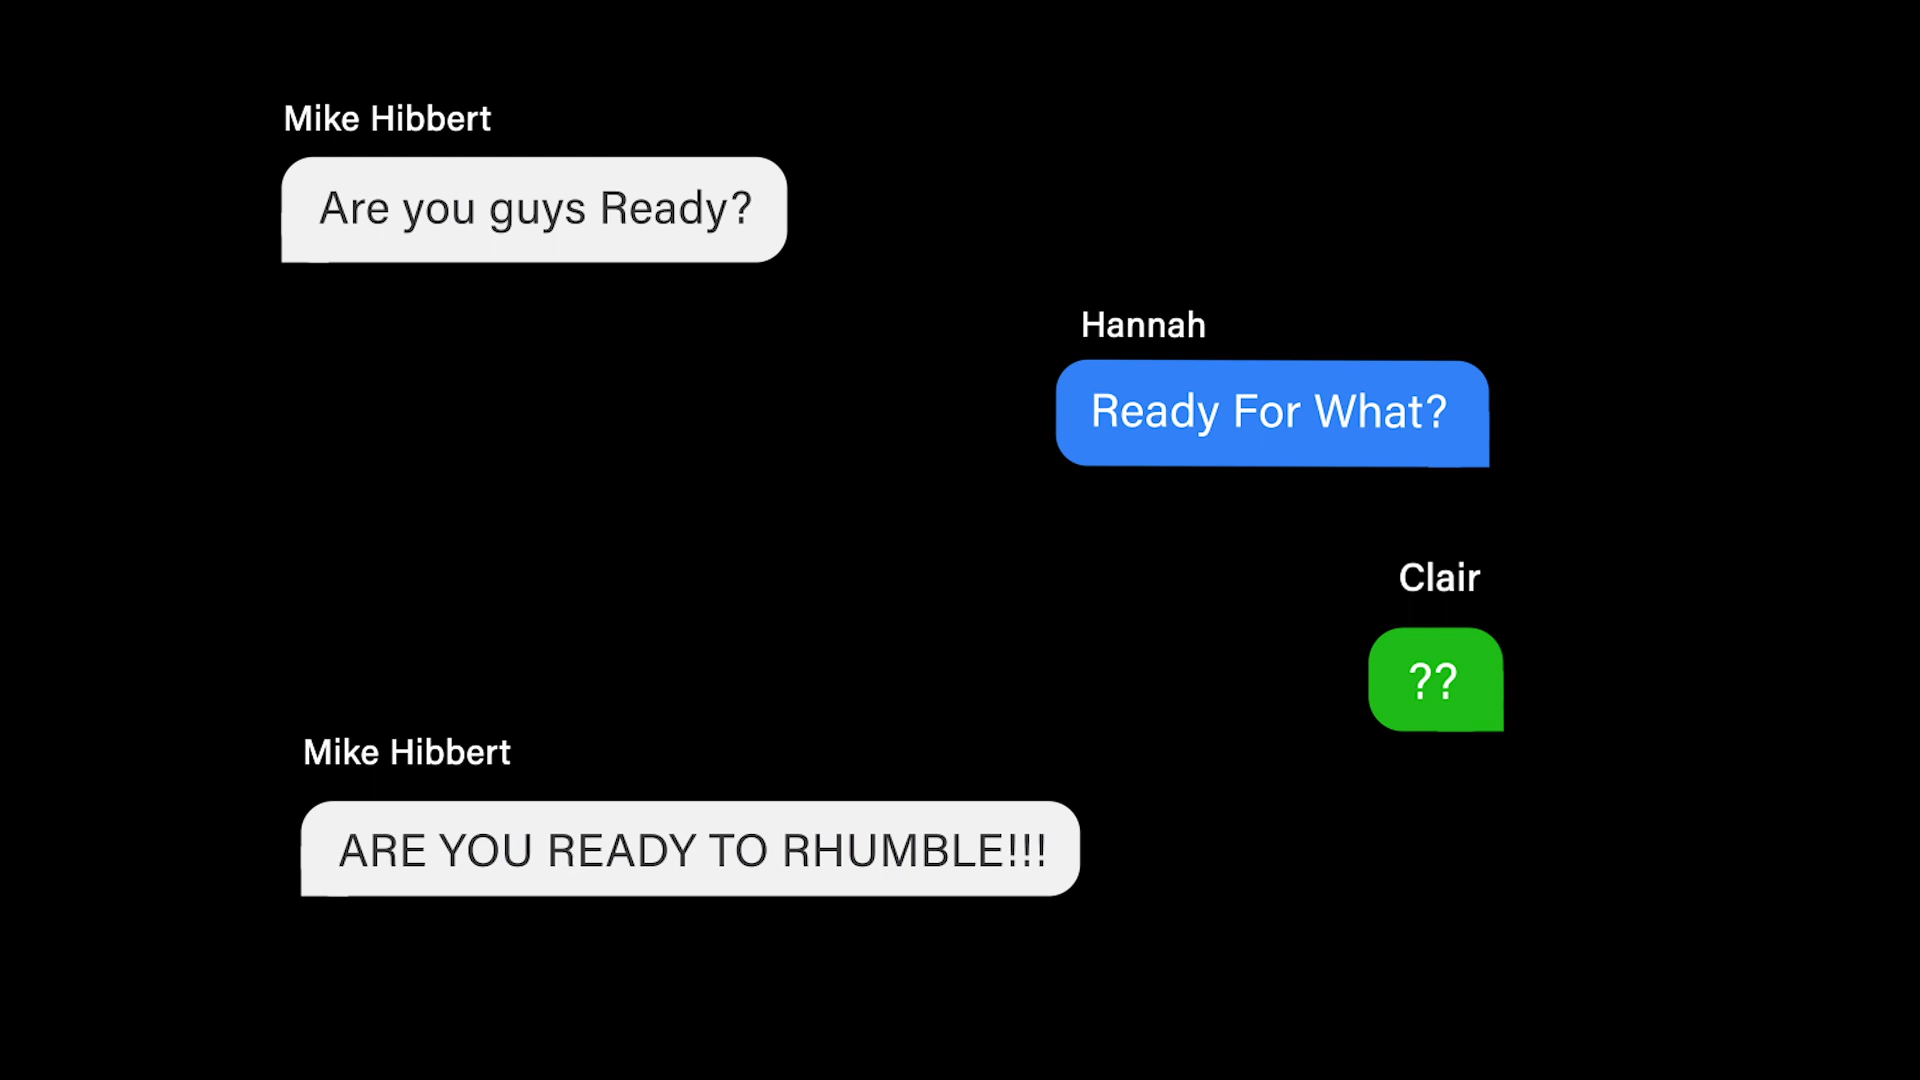 Mike Hibbert
Are you guys Ready?
Hannah
Ready For What?
Clair
??
Mike Hibbert
ARE YOU READY TO RHUMBLE!!!